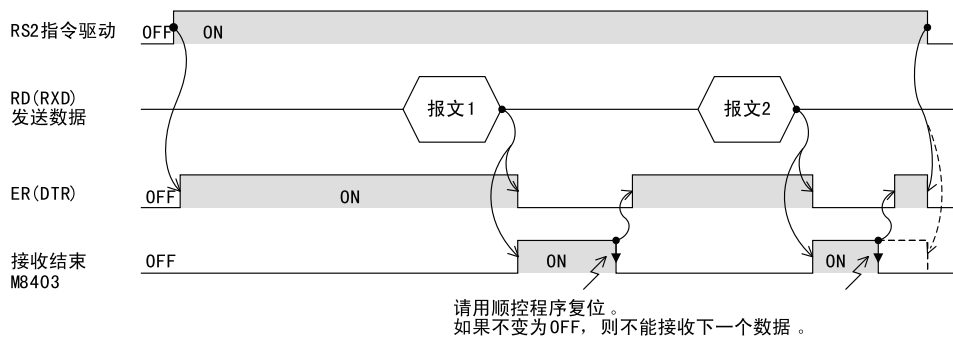 RS2指令驱动
OFF
ON
RD(RXD)
发送数据
报文1
报文2
ER(DTR)
OFF
ON
接收结束
M8403
OFF
ON
ON
请用顺控程序复位。
如果不变为OFF, 则不能接收下一个数据。